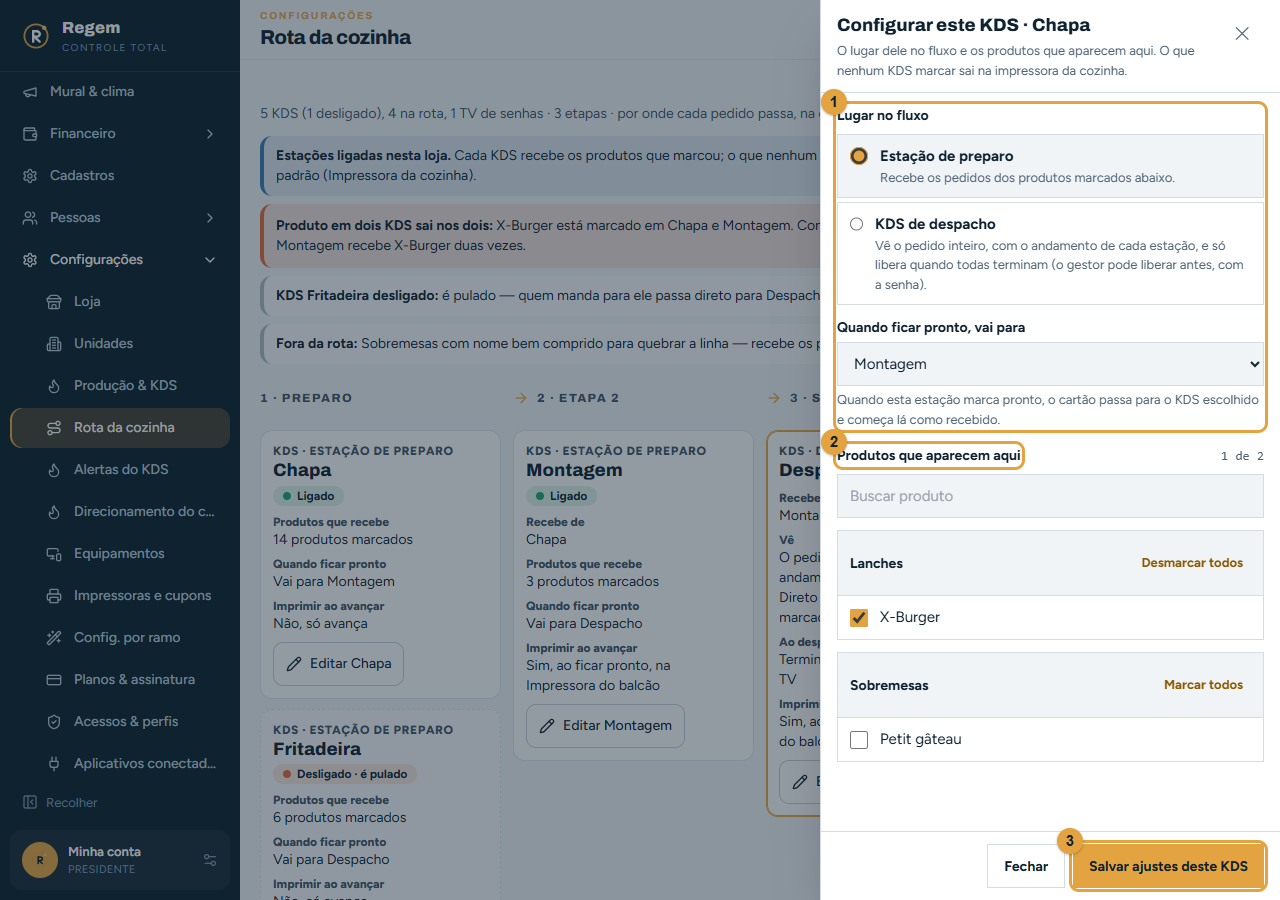 Regem
CONTROLE TOTAL
Mural & clima
Financeiro
Cadastros
Pessoas
Configurações
Loja
Unidades
Produção & KDS
Rota da cozinha
Alertas do KDS
Direcionamento do c...
Equipamentos
Impressoras e cupons
Config. por ramo
Planos & assinatura
Acessos & perfis
Aplicativos conectad...
Recolher
R
Minha conta
PRESIDENTE
CONFIGURAÇÕES
Rota da cozinha
5 KDS (1 desligado), 4 na rota, 1 TV de senhas · 3 etapas · por onde cada pedido passa, na
Estações ligadas nesta loja. Cada KDS recebe os produtos que marcou; o que nenhum
padrão (Impressora da cozinha).
Produto em dois KDS sai nos dois: X-Burger está marcado em Chapa e Montagem.
Montagem recebe X-Burger duas vezes.
KDS Fritadeira desligado: é pulado — quem manda para ele passa direto para Despach
Fora da rota: Sobremesas com nome bem comprido para quebrar a linha — recebe os
1 · PREPARO
KDS · ESTAÇÃO DE PREPARO
Chapa
Ligado
Produtos que recebe
14 produtos marcados
Quando ficar pronto
Vai para Montagem
Imprimir ao avançar
Não, só avança
Editar Chapa
KDS · ESTAÇÃO DE PREPARO
Fritadeira
Desligado · é pulado
Produtos que recebe
6 produtos marcados
Quando ficar pronto
Vai para Despacho
Imprimir ao avançar
→ 2 · ETAPA 2
KDS · ESTAÇÃO DE PREPARO
Montagem
Ligado
Recebe de
Chapa
Produtos que recebe
3 produtos marcados
Quando ficar pronto
Vai para Despacho
Imprimir ao avançar
Sim, ao ficar pronto, na
Impressora do balcão
Editar Montagem
→ 3 · S
KDS · D
Desp
Recebe
Monta
Vê
O pedi
andam
Direto
marca
Ao desp
Termin
TV
Imprim
Sim, ao
do balc
Configurar este KDS · Chapa
O lugar dele no fluxo e os produtos que aparecem aqui. O que
nenhum KDS marcar sai na impressora da cozinha.
1
Lugar no fluxo
Estação de preparo
Recebe os pedidos dos produtos marcados abaixo.
KDS de despacho
Vê o pedido inteiro, com o andamento de cada estação, e só
libera quando todas terminam (o gestor pode liberar antes, com
a senha).
Quando ficar pronto, vai para
Montagem
Quando esta estação marca pronto, o cartão passa para o KDS escolhido
e começa lá como recebido.
2
Produtos que aparecem aqui
1 de 2
Buscar produto
Lanches
Desmarcar todos
X-Burger
Sobremesas
Marcar todos
Petit gâteau
3
Fechar
Salvar ajustes deste KDS